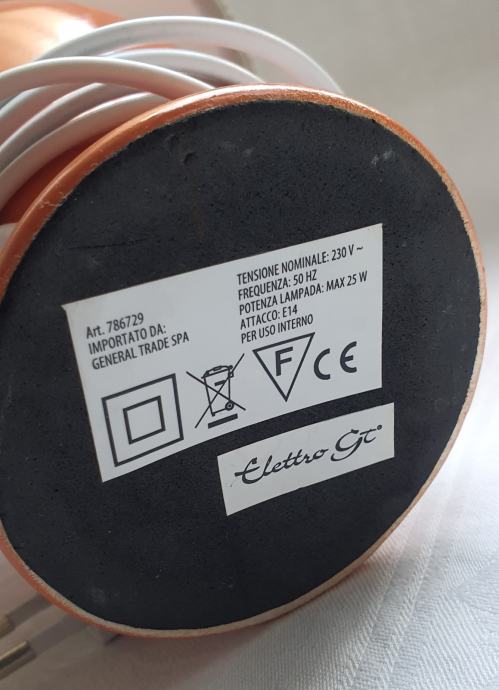 Art. 786729
IMPORTATO DA:
GENERAL TRADE SPA
TENSIONE NOMINALE: 230 V ~
FREQUENZA: 50 HZ
POTENZA LAMPADA: MAX 25 W
ATTACCO: E14
PER USO INTERNO
F
CE
Elettro Gt